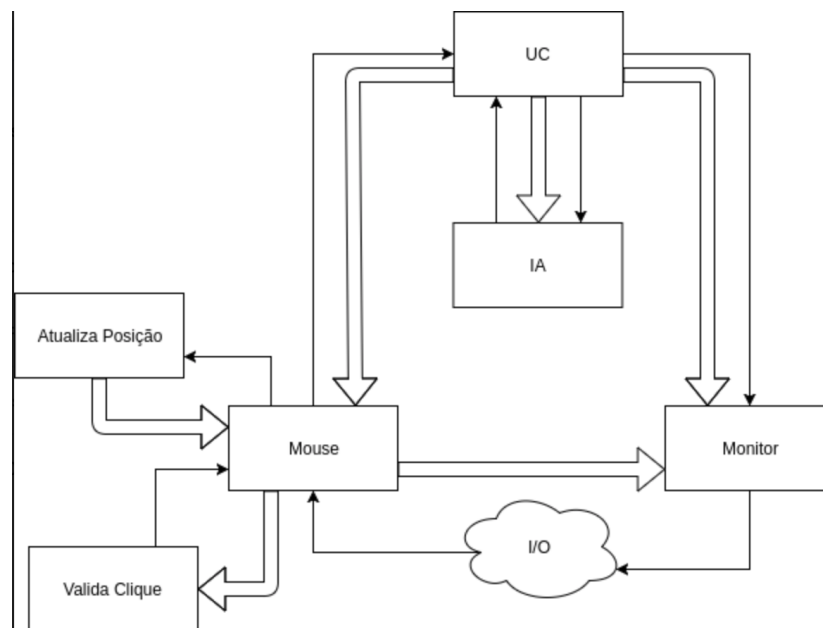 UC
IA
Atualiza Posição
Mouse
Monitor
I/O
Valida Clique